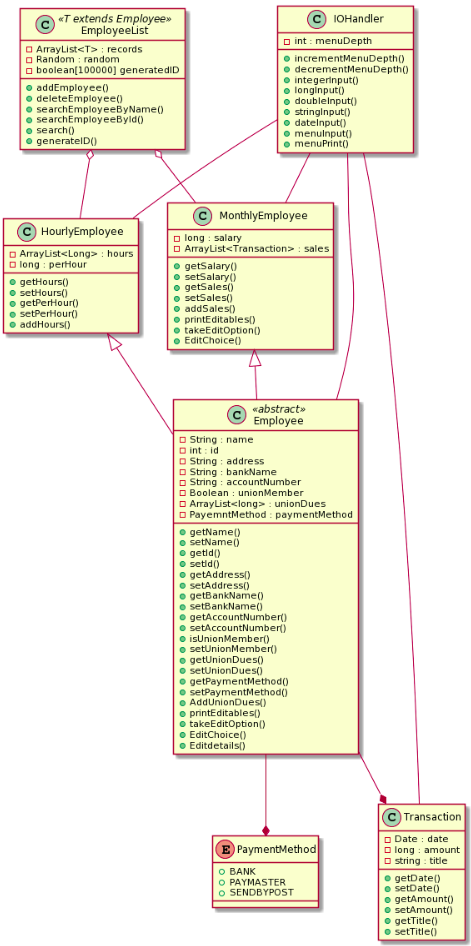 C
«T extends Employee»
EmployeeList
ArrayList<T> : records
Random : random
boolean[100000] generatedID
addEmployee()
deleteEmployee()
searchEmployeeByName()
searchEmployeeById()
search()
generateID()
C IOHandler
int : menuDepth
incrementMenuDepth()
decrementMenuDepth()
integerInput()
longInput()
doubleInput()
stringInput()
dateInput()
menuInput()
menuPrint()
C HourlyEmployee
ArrayList<Long> : hours
long : perHour
getHours()
setHours()
getPerHour()
setPerHour()
addHours()
C MonthlyEmployee
long : salary
ArrayList<Transaction> : sales
getSalary()
setSalary()
getSales()
setSales()
addSales()
printEditables()
takeEditOption()
EditChoice()
C
«abstract»
Employee
String : name
int : id
String : address
String : bankName
String : accountNumber
Boolean : unionMember
ArrayList<long> : unionDues
PayemntMethod : paymentMethod
getName()
setName()
getId()
setId()
getAddress()
setAddress()
getBankName()
setBankName()
getAccountNumber()
setAccountNumber()
isUnionMember()
setUnionMember()
getUnionDues()
setUnionDues()
getPaymentMethod()
setPaymentMethod()
AddUnionDues()
printEditables()
takeEditOption()
EditChoice()
Editdetails()
E PaymentMethod
BANK
PAYMASTER
SENDBYPOST
C Transaction
Date : date
long : amount
string : title
getDate()
setDate()
getAmount()
setAmount()
getTitle()
setTitle()